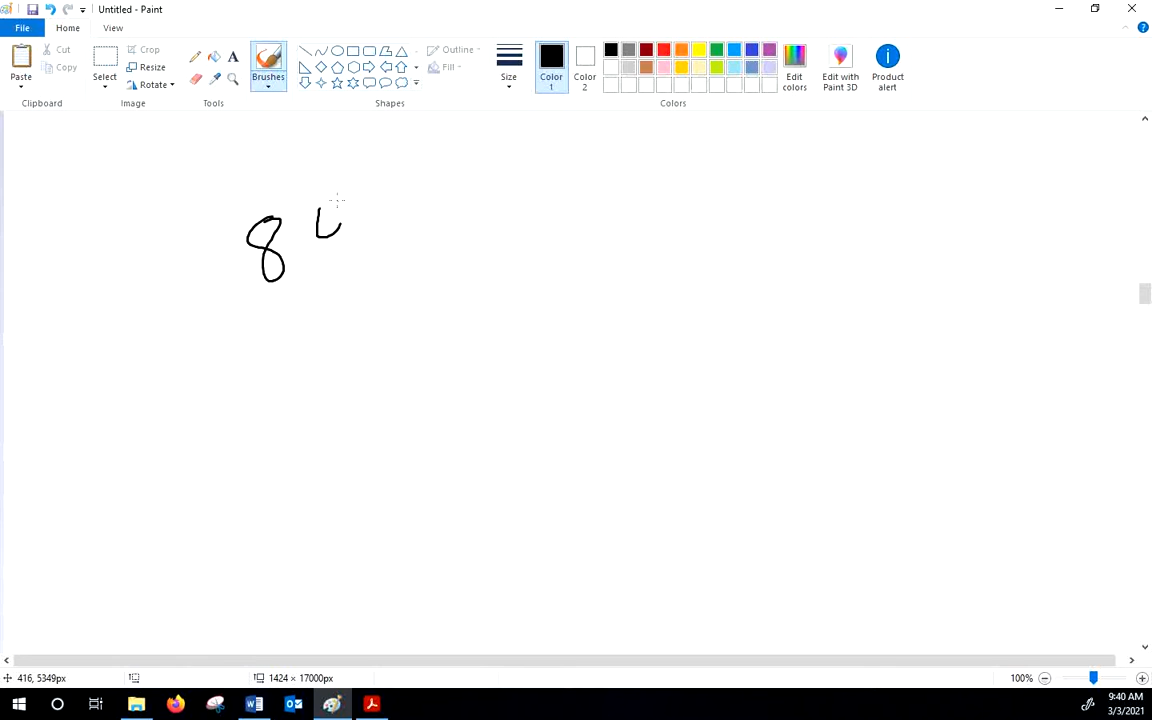 Untitled - Paint
File Home View
Paste Cut Copy Select Crop Resize Rotate Brushes Outline Fill Size Color 1 Color 2 Edit colors Edit with Paint 3D Product alert
Clipboard Image Tools Shapes Colors
8
416, 5349px 1424 × 17000px 100%
9:40 AM
3/3/2021